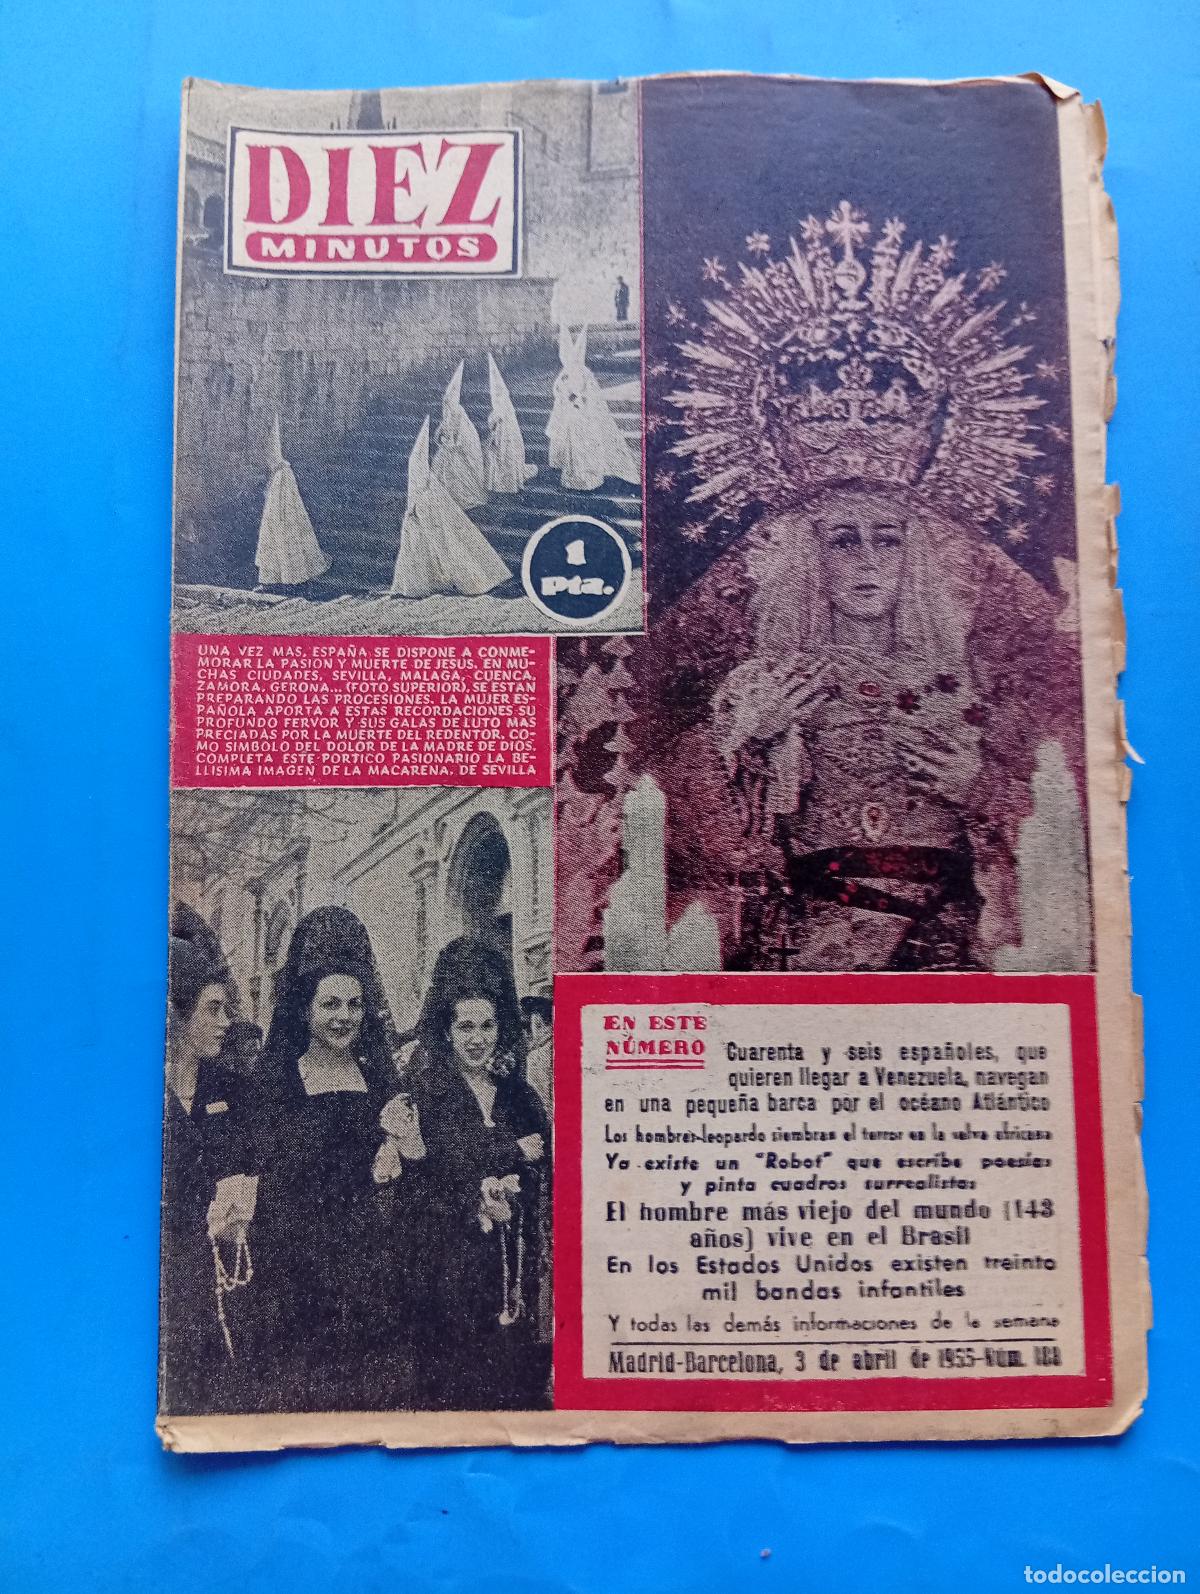 DIEZ
MINUTOS
1
Pta.
UNA VEZ MAS, ESPAÑA SE DISPONE A CONME-
MORAR LA PASION Y MUERTE DE JESUS. EN MU-
CHAS CIUDADES, SEVILLA, MALAGA, CUENCA,
ZAMORA, GERONA... (FOTO SUPERIOR), SE ESTAN
PREPARANDO LAS PROCESIONES. LA MUJER ES-
PAÑOLA APORTA A ESTAS RECORDACIONES SU
PROFUNDO FERVOR Y SUS GALAS DE LUTO MAS
PRECIADAS POR LA MUERTE DEL REDENTOR. CO-
MO SIMBOLO DEL DOLOR DE LA MADRE DE DIOS,
COMPLETA ESTE PORTICO PASIONARIO LA BE-
LLISIMA IMAGEN DE LA MACARENA, DE SEVILLA
EN ESTE
NÚMERO
Cuarenta y seis españoles, que
quieren llegar a Venezuela, navegan
en una pequeña barca por el océano Atlántico
Los hombres-leopardo siembran el terror en la selva africana
Ya existe un "Robot" que escribe poesías
y pinta cuadros surrealistas
El hombre más viejo del mundo (143
años) vive en el Brasil
En los Estados Unidos existen treinta
mil bandas infantiles
Y todas las demás informaciones de la semana
Madrid-Barcelona, 3 de abril de 1955-Núm. 188
todocoleccion